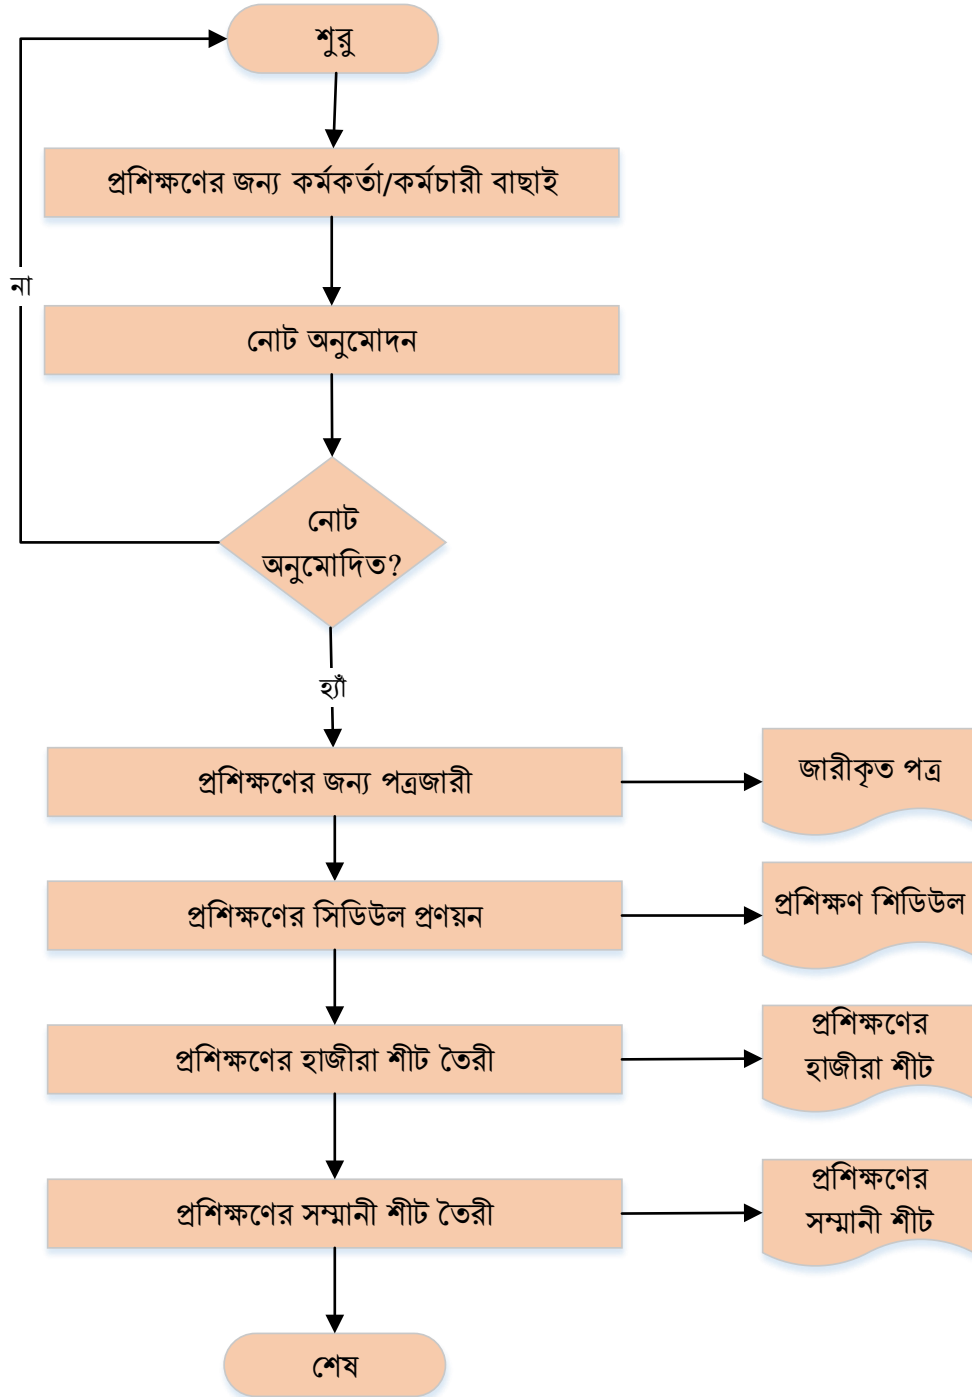 শুরু
প্রশিক্ষণের জন্য কর্মকর্তা/কর্মচারী বাছাই
না
নোট অনুমোদন
নোট
অনুমোদিত?
হ্যাঁ
প্রশিক্ষণের জন্য পত্রজারী
জারীকৃত পত্র
প্রশিক্ষণের সিডিউল প্রণয়ন
প্রশিক্ষণ শিডিউল
প্রশিক্ষণের হাজীরা শীট তৈরী
প্রশিক্ষণের
হাজীরা শীট
প্রশিক্ষণের সম্মানী শীট তৈরী
প্রশিক্ষণের
সম্মানী শীট
শেষ